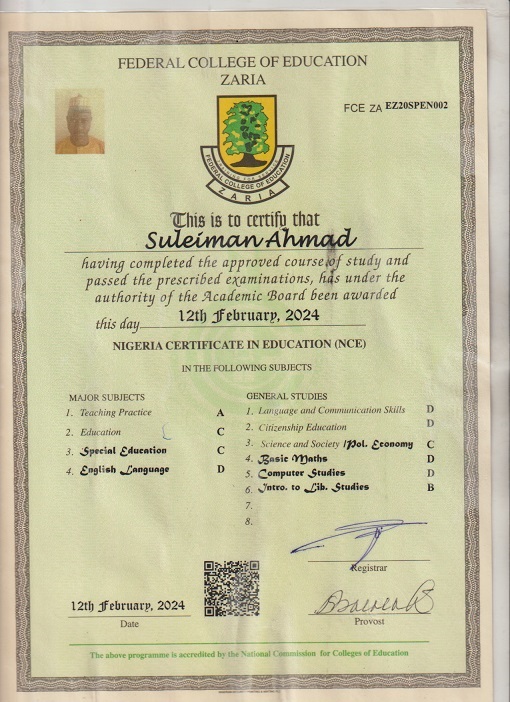 FEDERAL COLLEGE OF EDUCATION
ZARIA
FCE ZA EZ20SPEN002
FEDERAL COLLEGE OF EDUCATION
ZARIA
This is to certify that
Suleiman Ahmad
having completed the approved course of study and
passed the prescribed examinations, has under the
authority of the Academic Board been awarded
this day 12th February, 2024
NIGERIA CERTIFICATE IN EDUCATION (NCE)
IN THE FOLLOWING SUBJECTS
MAJOR SUBJECTS
1. Teaching Practice A
2. Education C
3. Special Education C
4. English Language D
GENERAL STUDIES
1. Language and Communication Skills D
2. Citizenship Education D
3. Science and Society /Pol. Economy C
4. Basic Maths D
5. Computer Studies D
6. Intro. to Lib. Studies B
7.
8.
Registrar
12th February, 2024
Date
Provost
The above programme is accredited by the National Commission for Colleges of Education